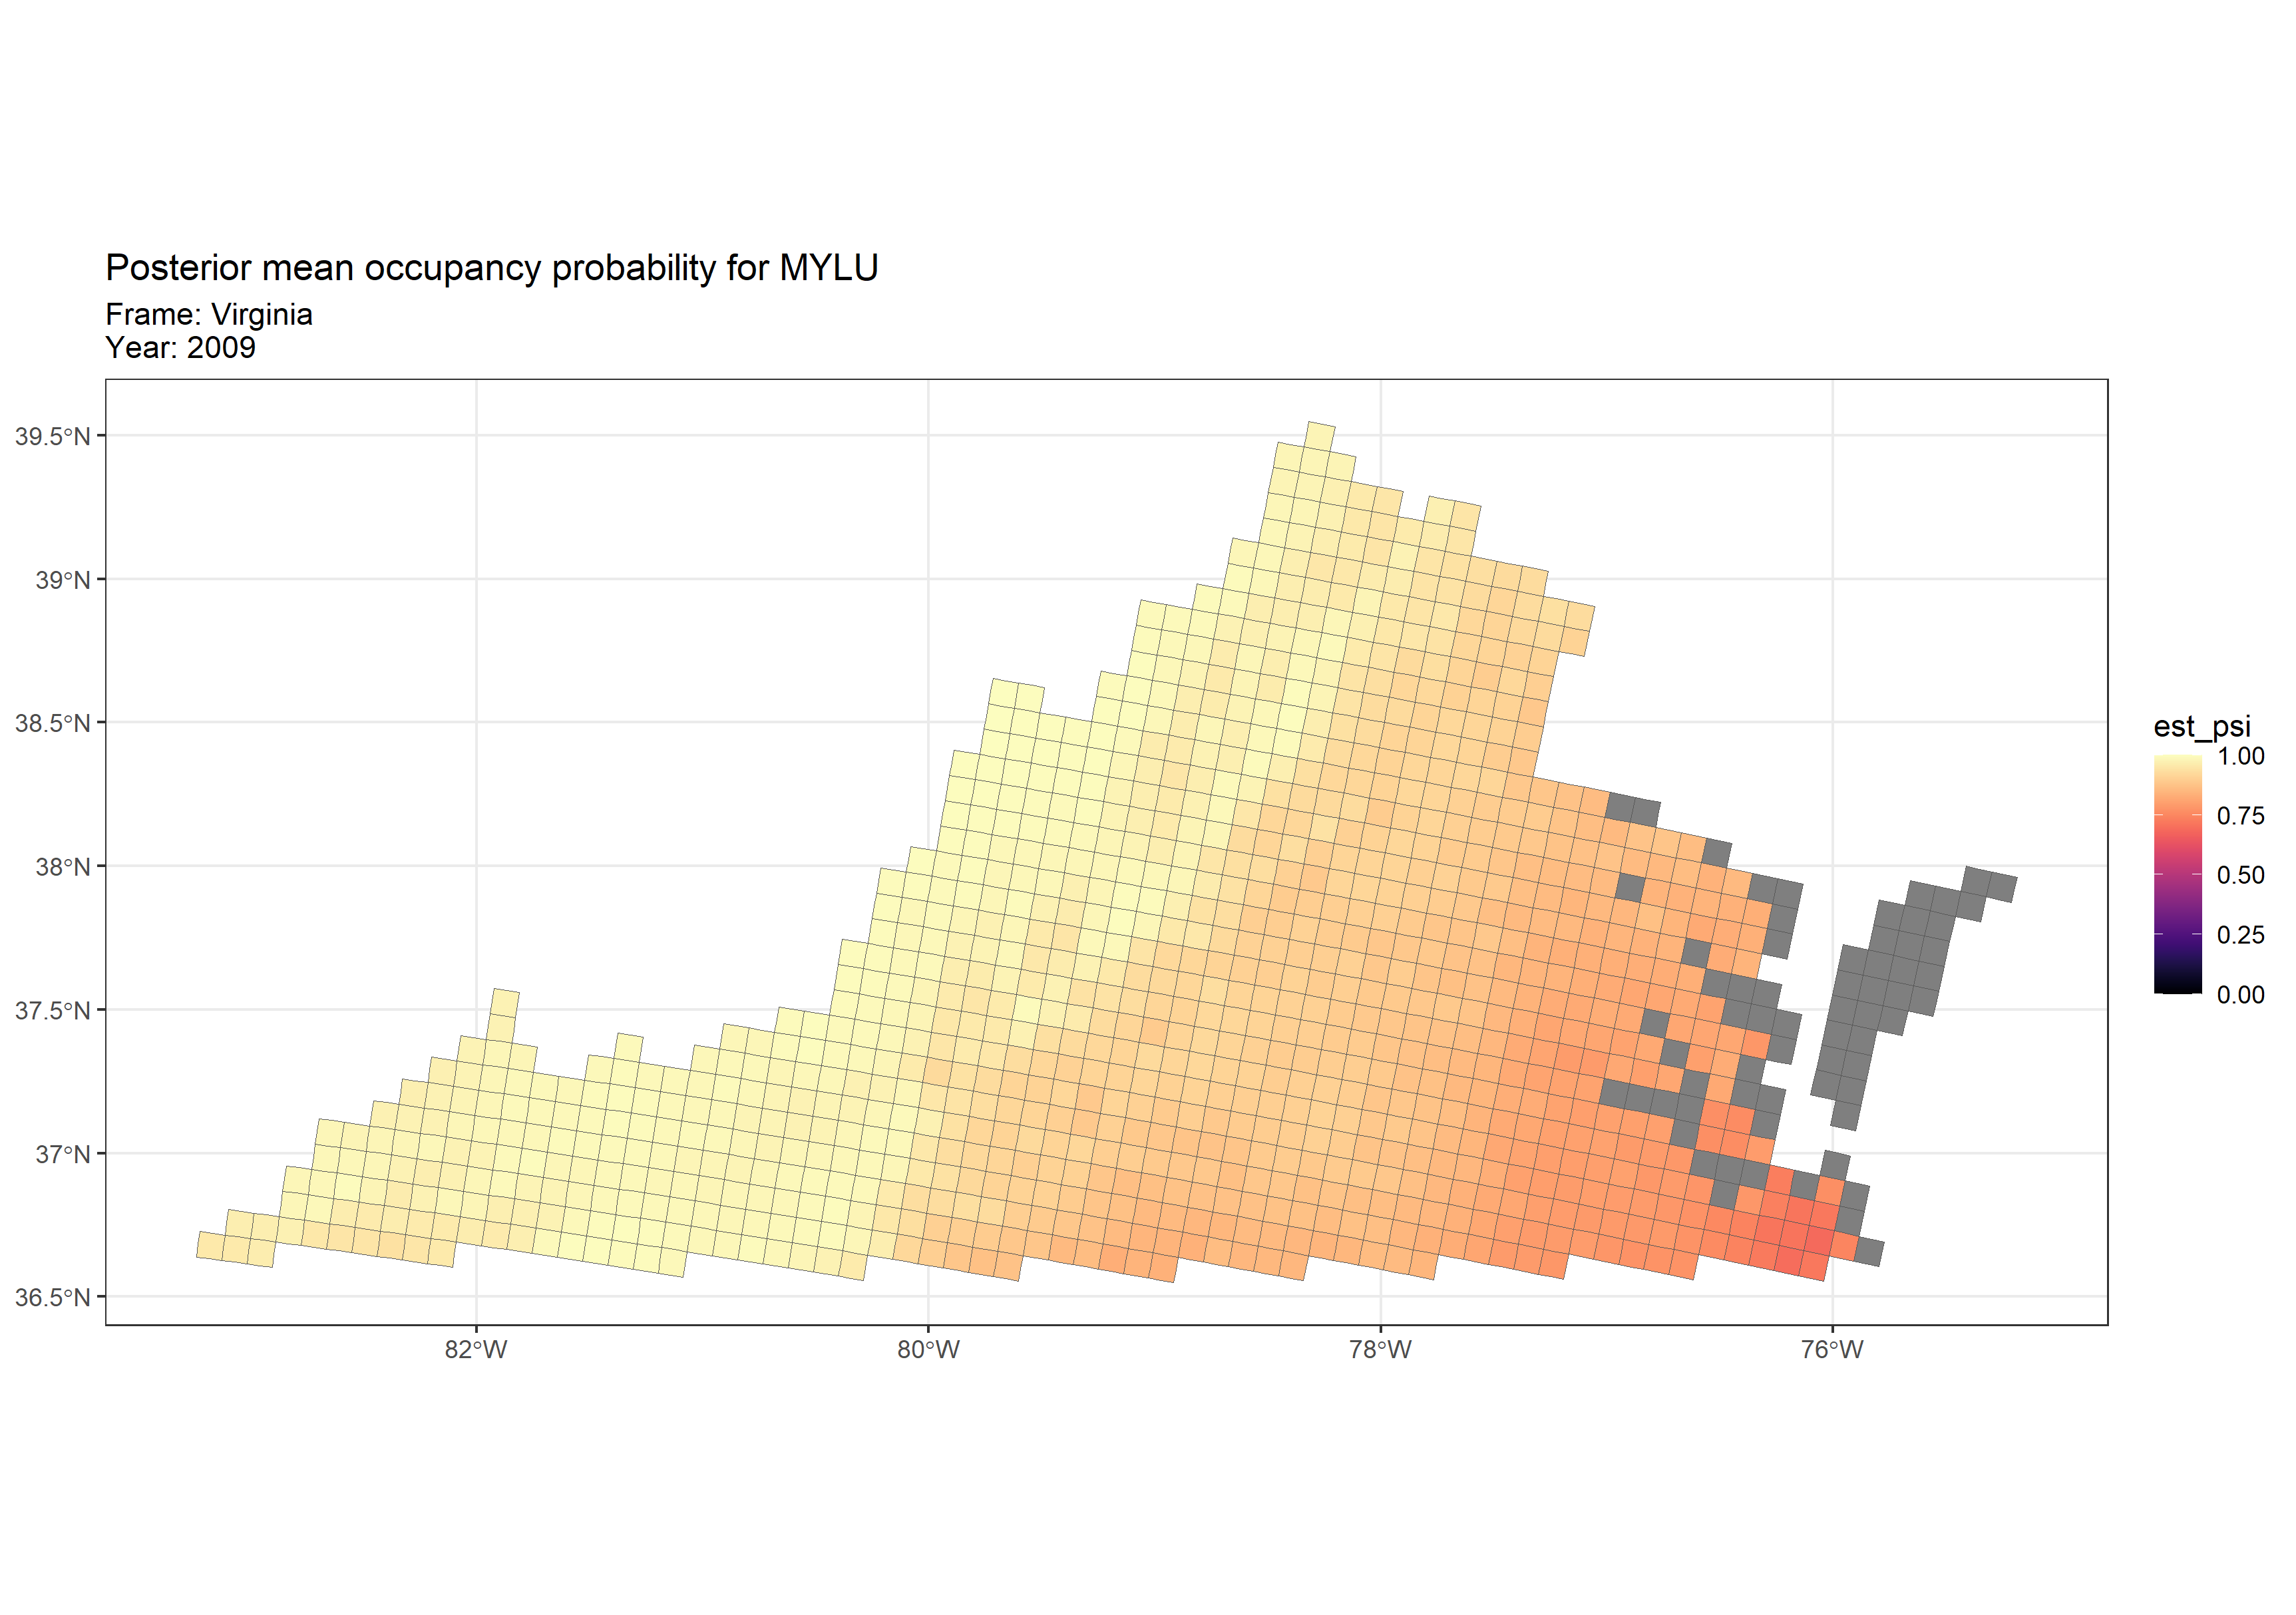 Posterior mean occupancy probability for MYLU
Frame: Virginia
Year: 2009
39.5°N
39°N
38.5°N
38°N
37.5°N
37°N
36.5°N
82°W
80°W
78°W
76°W
est_psi
1.00
0.75
0.50
0.25
0.00